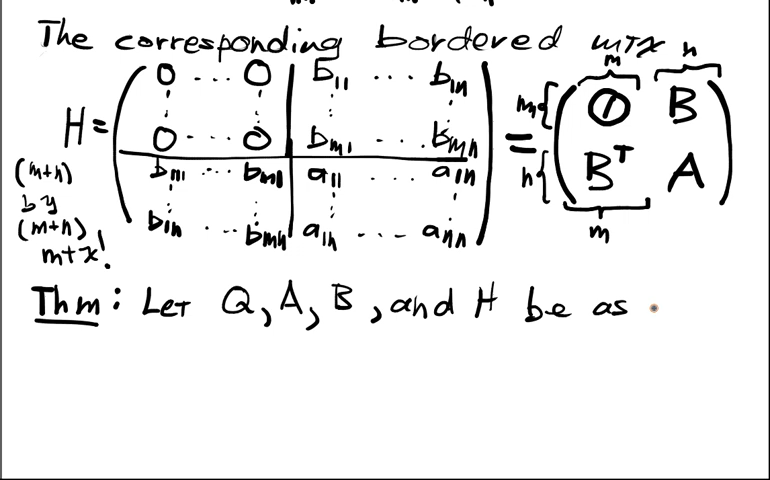 The corresponding bordered mtx
m n
0 ... 0 b11 ... b1n
H = = m 0 B
0 ... 0 bm1 ... bmn
(m+n) b11 ... bm1 a11 ... a1n n B^T A
by
(m+n) b1n ... bmn a1n ... ann m
mtx!
Thm: Let Q, A, B, and H be as